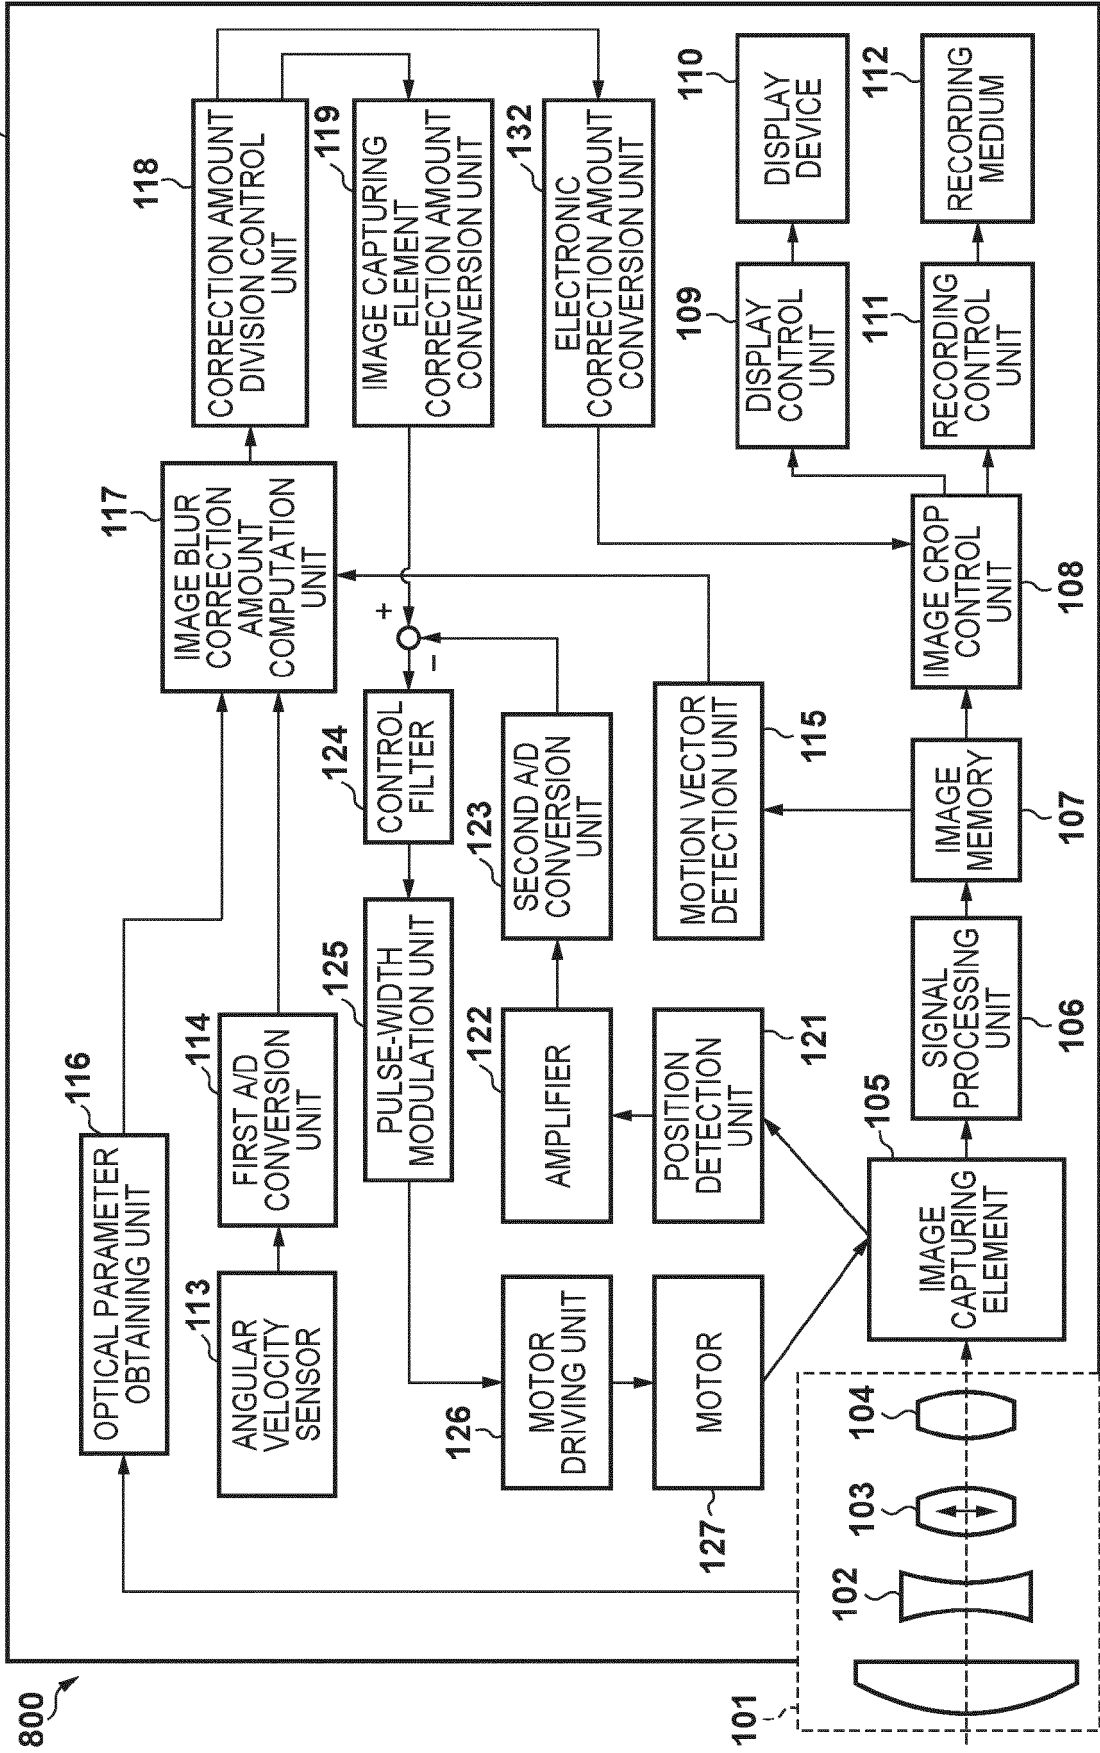 800
101
102
103
104
OPTICAL PARAMETER
OBTAINING UNIT
116
ANGULAR
VELOCITY
SENSOR
113
FIRST A/D
CONVERSION
UNIT
114
IMAGE BLUR
CORRECTION
AMOUNT
COMPUTATION
UNIT
117
CORRECTION AMOUNT
DIVISION CONTROL
UNIT
118
IMAGE CAPTURING
ELEMENT
CORRECTION AMOUNT
CONVERSION UNIT
119
ELECTRONIC
CORRECTION AMOUNT
CONVERSION UNIT
132
+
-
CONTROL
FILTER
124
PULSE-WIDTH
MODULATION UNIT
125
MOTOR
DRIVING UNIT
126
MOTOR
127
AMPLIFIER
122
SECOND A/D
CONVERSION
UNIT
123
POSITION
DETECTION
UNIT
121
MOTION VECTOR
DETECTION UNIT
115
IMAGE
CAPTURING
ELEMENT
105
SIGNAL
PROCESSING
UNIT
106
IMAGE
MEMORY
107
IMAGE CROP
CONTROL
UNIT
108
DISPLAY
CONTROL
UNIT
109
DISPLAY
DEVICE
110
RECORDING
CONTROL
UNIT
111
RECORDING
MEDIUM
112